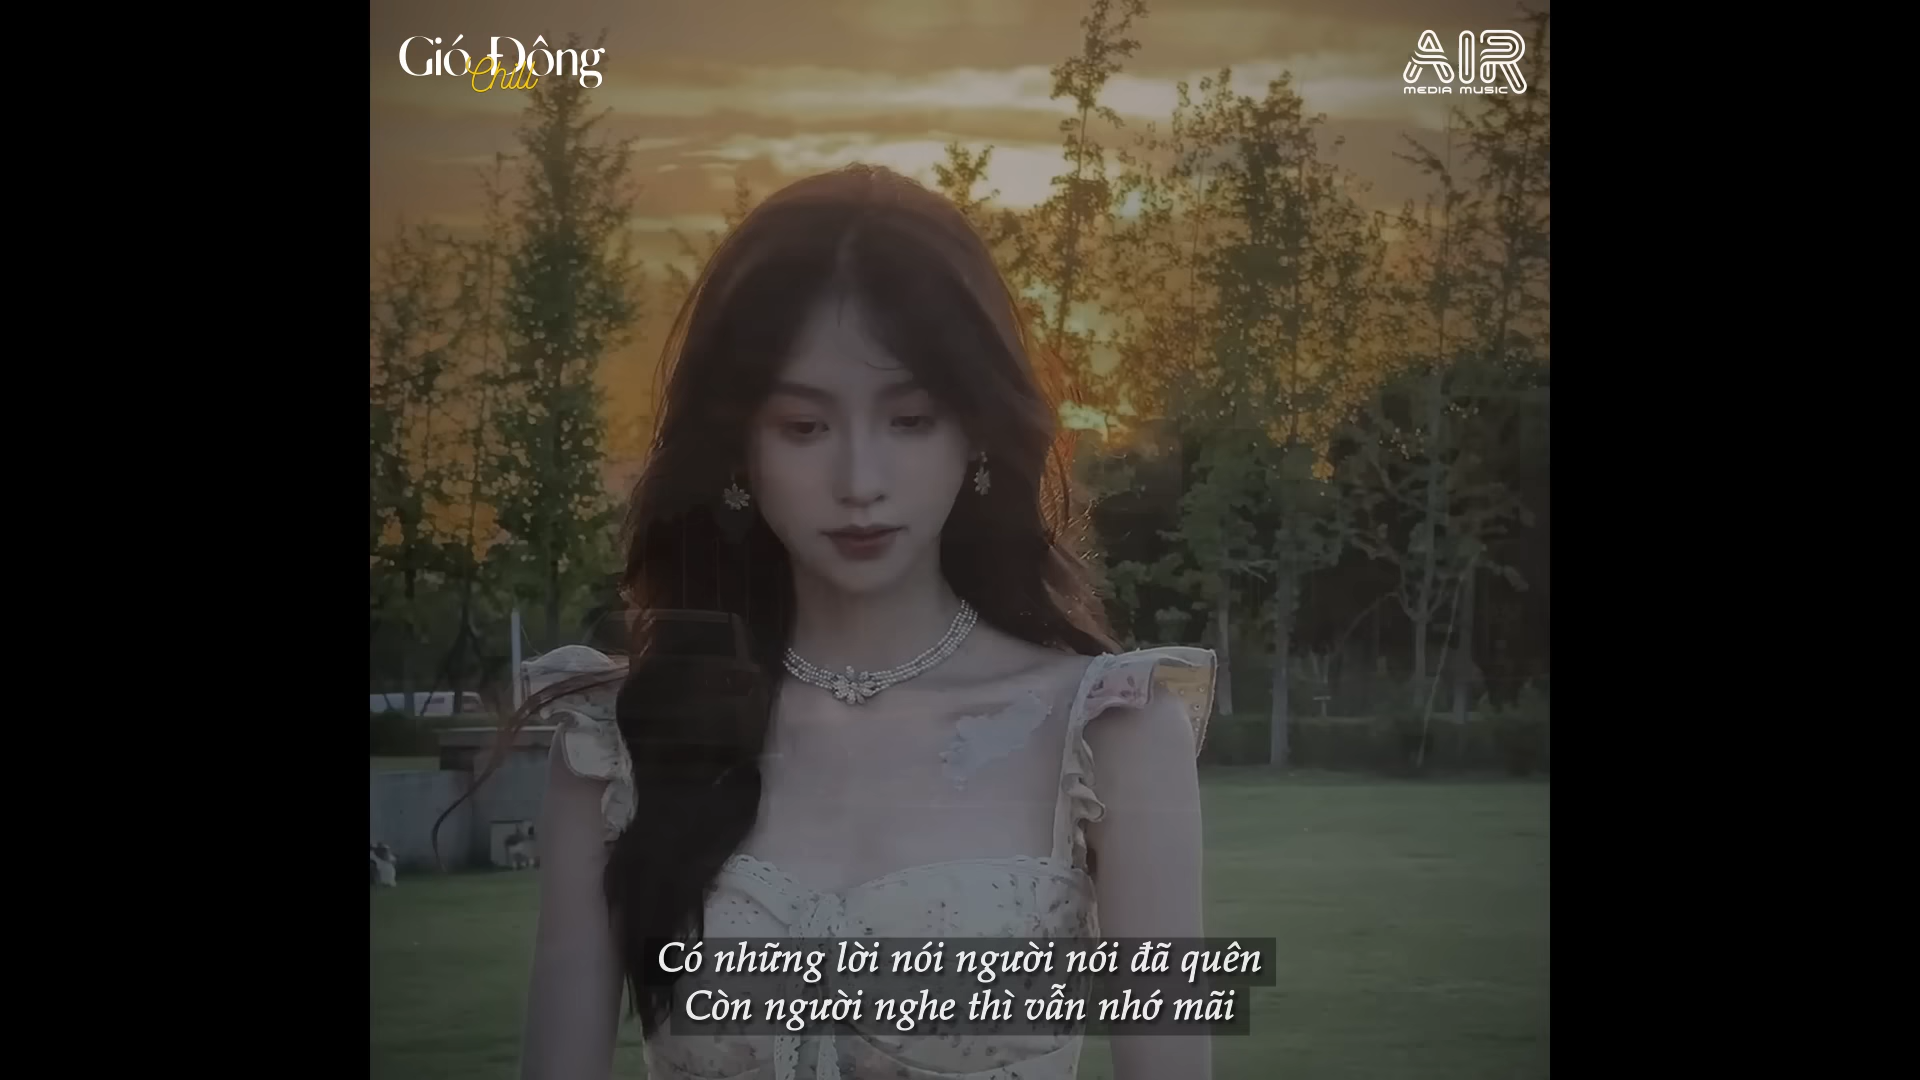 Gió Đông
Chill
AIR
MEDIA MUSIC
Có những lời nói người nói đã quên
Còn người nghe thì vẫn nhớ mãi